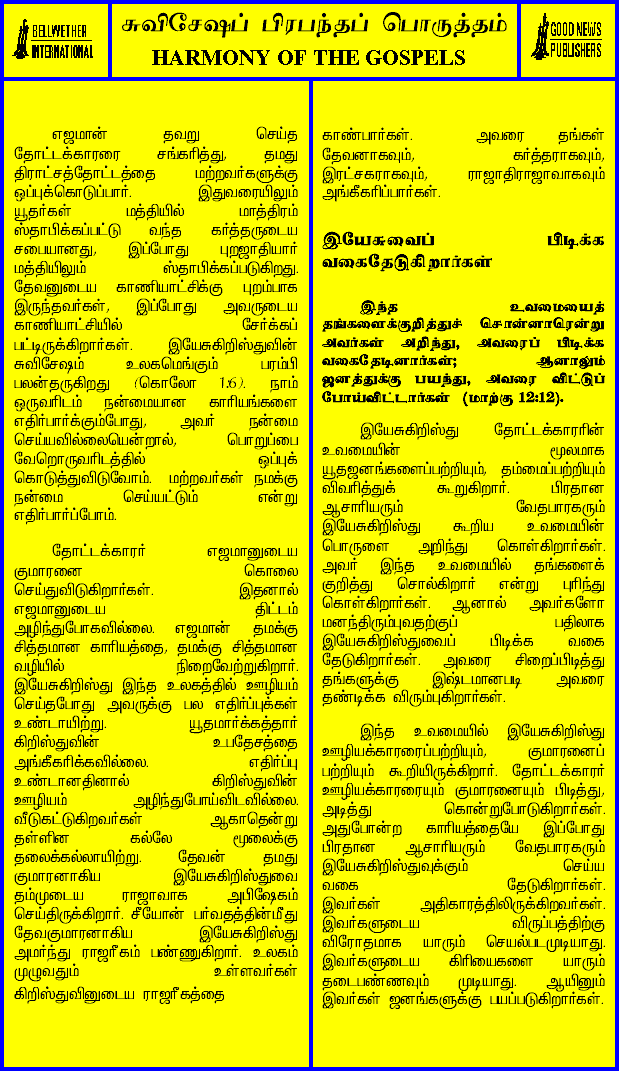 BELLWETHER
INTERNATIONAL
சுவிசேஷப் பிரபந்தப் பொருத்தம்
HARMONY OF THE GOSPELS
GOOD NEWS
PUBLISHERS
எஜமான் தவறு செய்த
தோட்டக்காரரை சங்கரித்து, தமது
திராட்சத்தோட்டத்தை மற்றவர்களுக்கு
ஒப்புக்கொடுப்பார். இதுவரையிலும்
யூதர்கள் மத்தியில் மாத்திரம்
ஸ்தாபிக்கப்பட்டு வந்த கர்த்தருடைய
சபையானது, இப்போது புறஜாதியார்
மத்தியிலும் ஸ்தாபிக்கப்படுகிறது.
தேவனுடைய காணியாட்சிக்கு புறம்பாக
இருந்தவர்கள், இப்போது அவருடைய
காணியாட்சியில் சேர்க்கப்
பட்டிருக்கிறார்கள். இயேசுகிறிஸ்துவின்
சுவிசேஷம் உலகமெங்கும் பரம்பி
பலன்தருகிறது (கொலோ 1:6). நாம்
ஒருவரிடம் நன்மையான காரியங்களை
எதிர்பார்க்கும்போது, அவர் நன்மை
செய்யவில்லையென்றால், பொறுப்பை
வேறொருவரிடத்தில் ஒப்புக்
கொடுத்துவிடுவோம். மற்றவர்கள் நமக்கு
நன்மை செய்யட்டும் என்று
எதிர்பார்ப்போம்.
தோட்டக்காரர் எஜமானுடைய
குமாரனை கொலை
செய்துவிடுகிறார்கள். இதனால்
எஜமானுடைய திட்டம்
அழிந்துபோகவில்லை. எஜமான் தமக்கு
சித்தமான காரியத்தை, தமக்கு சித்தமான
வழியில் நிறைவேற்றுகிறார்.
இயேசுகிறிஸ்து இந்த உலகத்தில் ஊழியம்
செய்தபோது அவருக்கு பல எதிர்ப்புக்கள்
உண்டாயிற்று. யூதமார்க்கத்தார்
கிறிஸ்துவின் உபதேசத்தை
அங்கீகரிக்கவில்லை. எதிர்ப்பு
உண்டானதினால் கிறிஸ்துவின்
ஊழியம் அழிந்துபோய்விடவில்லை.
வீடுகட்டுகிறவர்கள் ஆகாதென்று
தள்ளின கல்லே மூலைக்கு
தலைக்கல்லாயிற்று. தேவன் தமது
குமாரனாகிய இயேசுகிறிஸ்துவை
தம்முடைய ராஜாவாக அபிஷேகம்
செய்திருக்கிறார். சீயோன் பர்வதத்தின்மீது
தேவகுமாரனாகிய இயேசுகிறிஸ்து
அமர்ந்து ராஜரீகம் பண்ணுகிறார். உலகம்
முழுவதும் உள்ளவர்கள்
கிறிஸ்துவினுடைய ராஜரீகத்தை
காண்பார்கள். அவரை தங்கள்
தேவனாகவும், கர்த்தராகவும்,
இரட்சகராகவும், ராஜாதிராஜாவாகவும்
அங்கீகரிப்பார்கள்.
இயேசுவைப் பிடிக்க
வகைதேடுகிறார்கள்
இந்த உவமையைத்
தங்களைக்குறித்துச் சொன்னாரென்று
அவர்கள் அறிந்து, அவரைப் பிடிக்க
வகைதேடினார்கள்; ஆனாலும்
ஜனத்துக்கு பயந்து, அவரை விட்டுப்
போய்விட்டார்கள் (மாற்கு 12:12).
இயேசுகிறிஸ்து தோட்டக்காரரின்
உவமையின் மூலமாக
யூதஜனங்களைப்பற்றியும், தம்மைப்பற்றியும்
விவரித்துக் கூறுகிறார். பிரதான
ஆசாரியரும் வேதபாரகரும்
இயேசுகிறிஸ்து கூறிய உவமையின்
பொருளை அறிந்து கொள்கிறார்கள்.
அவர் இந்த உவமையில் தங்களைக்
குறித்து சொல்கிறார் என்று புரிந்து
கொள்கிறார்கள். ஆனால் அவர்களோ
மனந்திரும்புவதற்குப் பதிலாக
இயேசுகிறிஸ்துவைப் பிடிக்க வகை
தேடுகிறார்கள். அவரை சிறைப்பிடித்து
தங்களுக்கு இஷ்டமானபடி அவரை
தண்டிக்க விரும்புகிறார்கள்.
இந்த உவமையில் இயேசுகிறிஸ்து
ஊழியக்காரரைப்பற்றியும், குமாரனைப்
பற்றியும் கூறியிருக்கிறார். தோட்டக்காரர்
ஊழியக்காரரையும் குமாரனையும் பிடித்து,
அடித்து கொன்றுபோடுகிறார்கள்.
அதுபோன்ற காரியத்தையே இப்போது
பிரதான ஆசாரியரும் வேதபாரகரும்
இயேசுகிறிஸ்துவுக்கும் செய்ய
வகை தேடுகிறார்கள்.
இவர்கள் அதிகாரத்திலிருக்கிறவர்கள்.
இவர்களுடைய விருப்பத்திற்கு
விரோதமாக யாரும் செயல்படமுடியாது.
இவர்களுடைய கிரியைகளை யாரும்
தடைபண்ணவும் முடியாது. ஆயினும்
இவர்கள் ஜனங்களுக்கு பயப்படுகிறார்கள்.